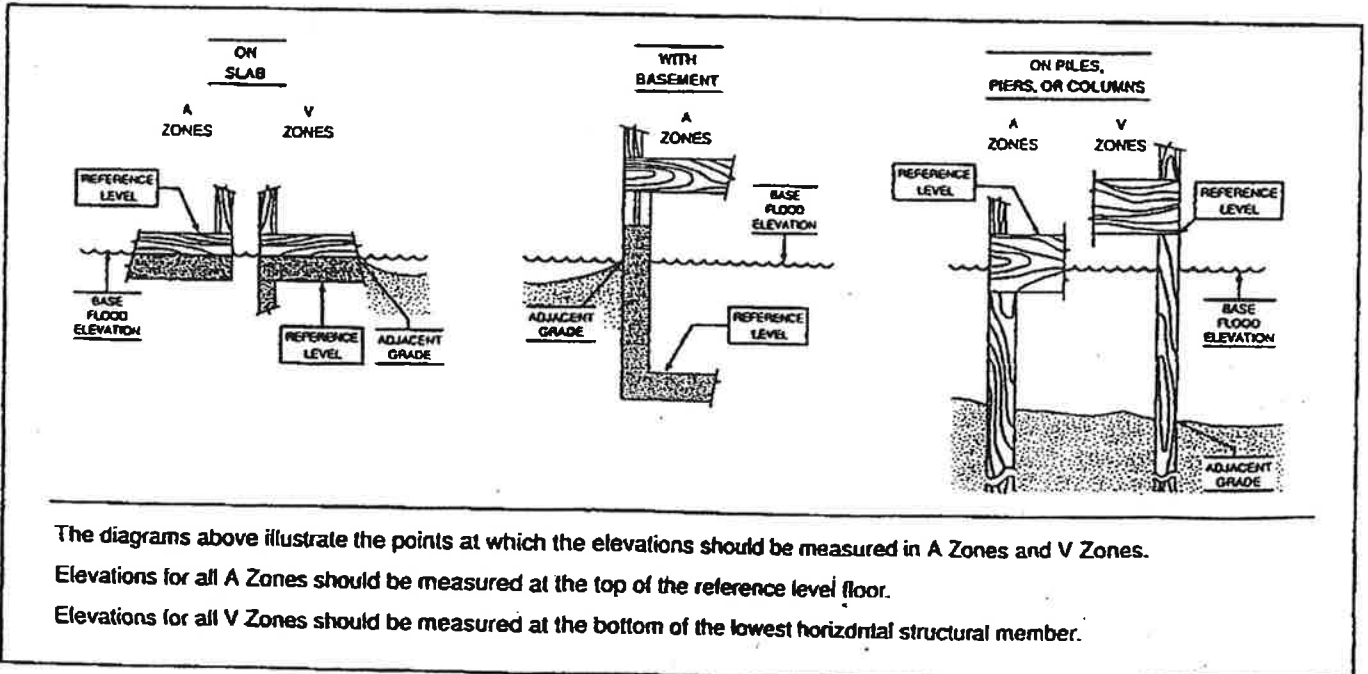 ON
SLAB
A
ZONES
V
ZONES
REFERENCE
LEVEL
BASE
FLOOD
ELEVATION
REFERENCE
LEVEL
ADJACENT
GRADE
WITH
BASEMENT
A
ZONES
BASE
FLOOD
ELEVATION
ADJACENT
GRADE
REFERENCE
LEVEL
ON PILES,
PIERS, OR COLUMNS
A
ZONES
V
ZONES
REFERENCE
LEVEL
REFERENCE
LEVEL
BASE
FLOOD
ELEVATION
ADJACENT
GRADE
The diagrams above illustrate the points at which the elevations should be measured in A Zones and V Zones.
Elevations for all A Zones should be measured at the top of the reference level floor.
Elevations for all V Zones should be measured at the bottom of the lowest horizontal structural member.